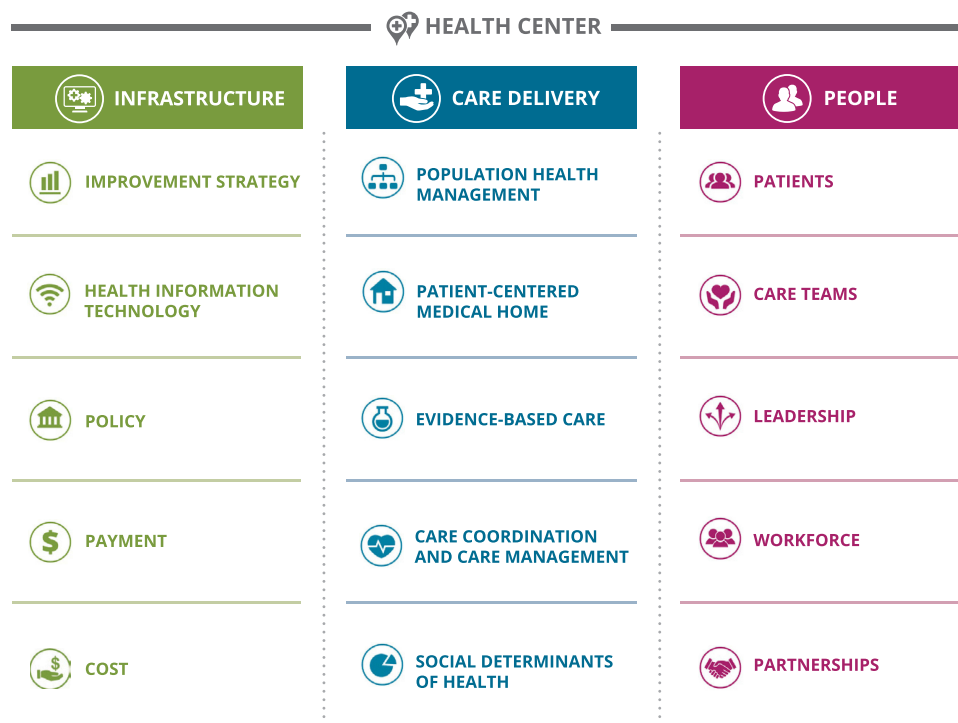 HEALTH CENTER
INFRASTRUCTURE
IMPROVEMENT STRATEGY
HEALTH INFORMATION
TECHNOLOGY
POLICY
PAYMENT
$
COST
$
CARE DELIVERY
POPULATION HEALTH
MANAGEMENT
PATIENT-CENTERED
MEDICAL HOME
EVIDENCE-BASED CARE
CARE COORDINATION
AND CARE MANAGEMENT
SOCIAL DETERMINANTS
OF HEALTH
PEOPLE
PATIENTS
CARE TEAMS
LEADERSHIP
WORKFORCE
PARTNERSHIPS